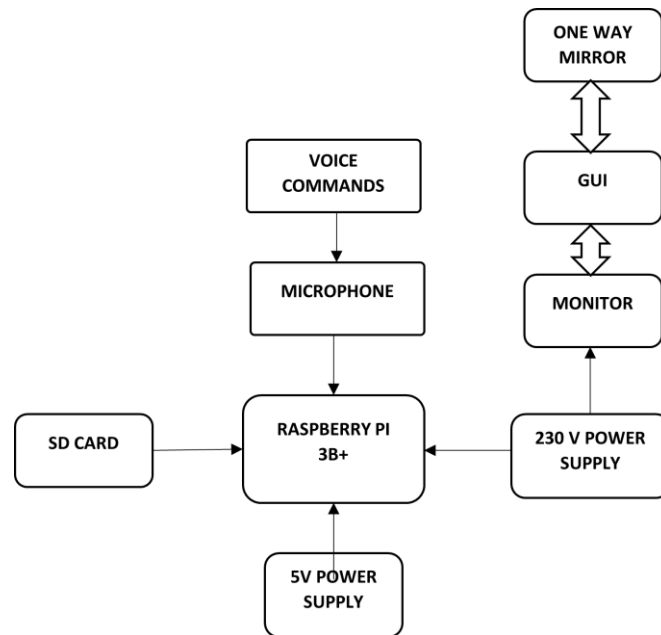 ONE WAY
MIRROR
VOICE
COMMANDS
GUI
MICROPHONE
MONITOR
SD CARD
RASPBERRY PI
3B+
230 V POWER
SUPPLY
5V POWER
SUPPLY